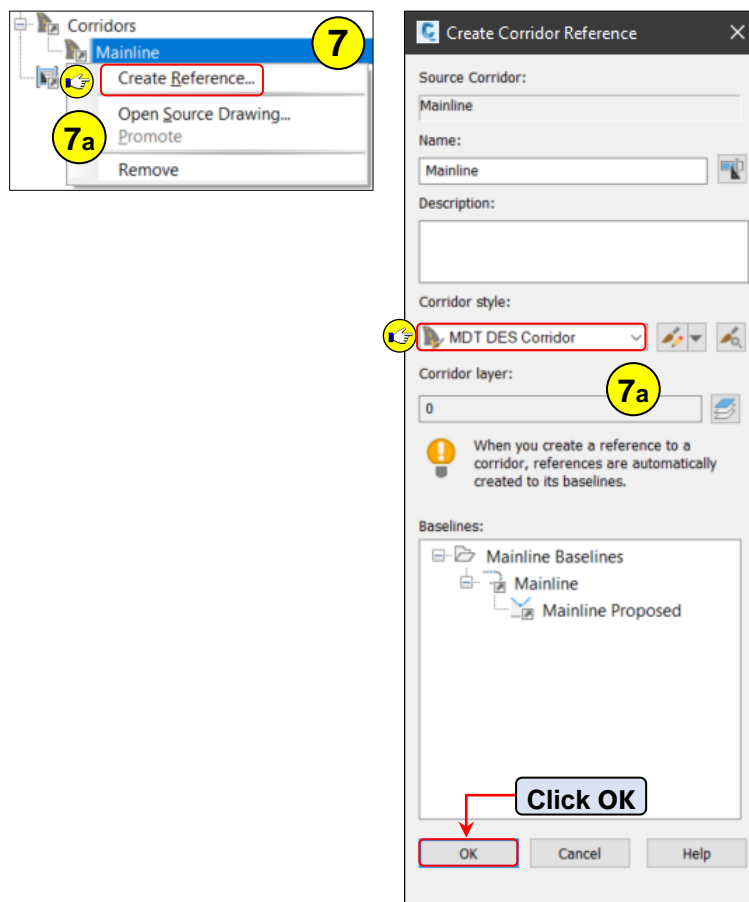 Corridors
Mainline
7
Create Reference...
7a
Open Source Drawing...
Promote
Remove
Create Corridor Reference
Source Corridor:
Mainline
Name:
Mainline
Description:
Corridor style:
MDT DES Corridor
Corridor layer:
7a
0
When you create a reference to a
corridor, references are automatically
created to its baselines.
Baselines:
Mainline Baselines
Mainline
Mainline Proposed
Click OK
OK Cancel Help